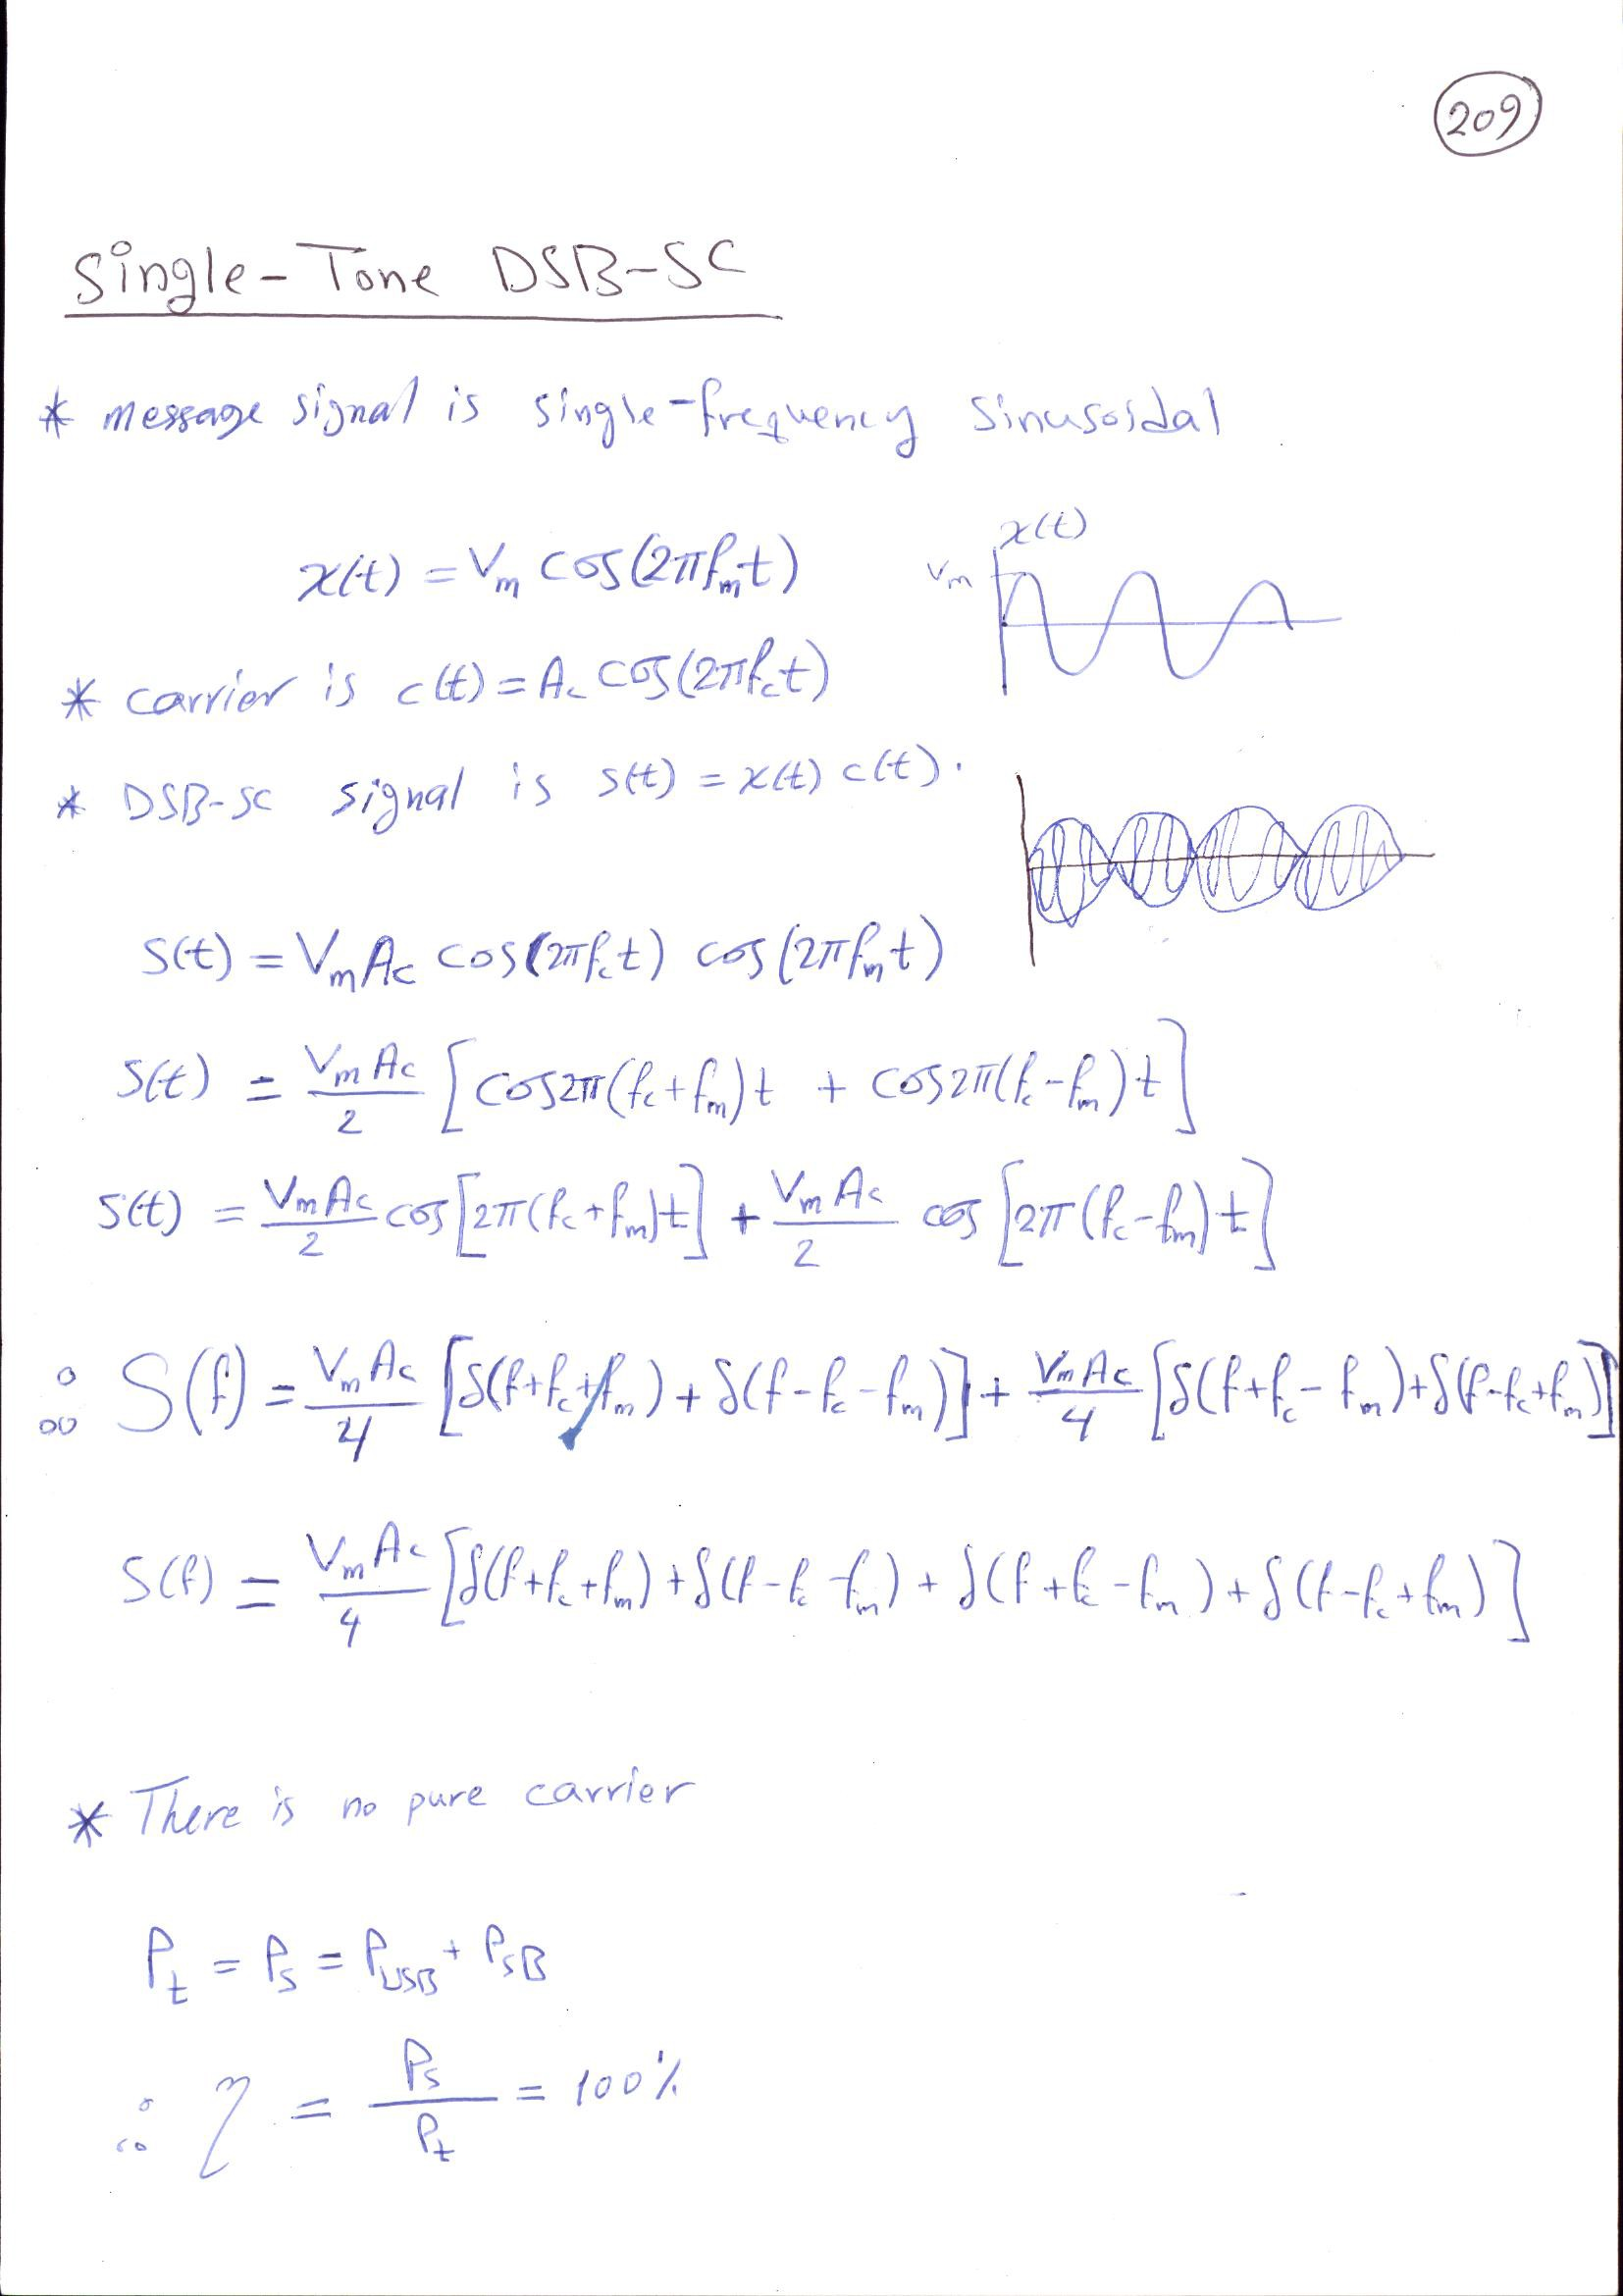 209
Single-Tone DSB-SC
* message signal is single-frequency sinusoidal
x(t) = Vm cos(2πfmt)
x(t)
Vm
* carrier is c(t) = Ac cos(2πfct)
* DSB-SC signal is s(t) = x(t) c(t).
S(t) = VmAc cos(2πfct) cos(2πfmt)
S(t) = VmAc/2 [cos2π(fc+fm)t + cos2π(fc-fm)t]
S(t) = VmAc/2 cos[2π(fc+fm)t] + VmAc/2 cos[2π(fc-fm)t]
∴ S(f) = VmAc/4 [δ(f+fc+fm) + δ(f-fc-fm)] + VmAc/4 [δ(f+fc-fm)+δ(f-fc+fm)]
S(f) = VmAc/4 [δ(f+fc+fm) + δ(f-fc-fm) + δ(f+fc-fm) + δ(f-fc+fm)]
* There is no pure carrier
Pt = Ps = PUSB + PSB
∴ η = Ps/Pt = 100%